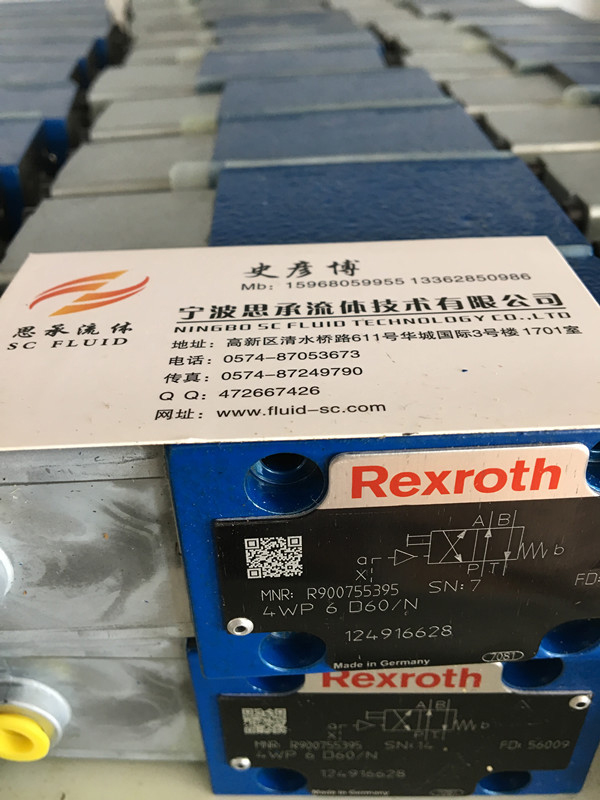 史彦博
Mb: 15968059955 13362850986
思承流体
SC FLUID
宁波思承流体技术有限公司
NINGBO SC FLUID TECHNOLOGY CO.,LTD
地址: 高新区清水桥路611号华城国际3号楼 1701室
电话: 0574-87053673
传真: 0574-87249790
Q Q: 472667426
网址: www.fluid-sc.com
Rexroth
A B
a
b
X
P T
MNR: R900755395 SN: 7 FD:
4WP 6 D60/N
124916628
Made in Germany 7081
Rexroth
A B
a
b
X
P T
MNR: R900755395 SN: 14 FD: 56009
4WP 6 D60/N
124916628
Made in Germany